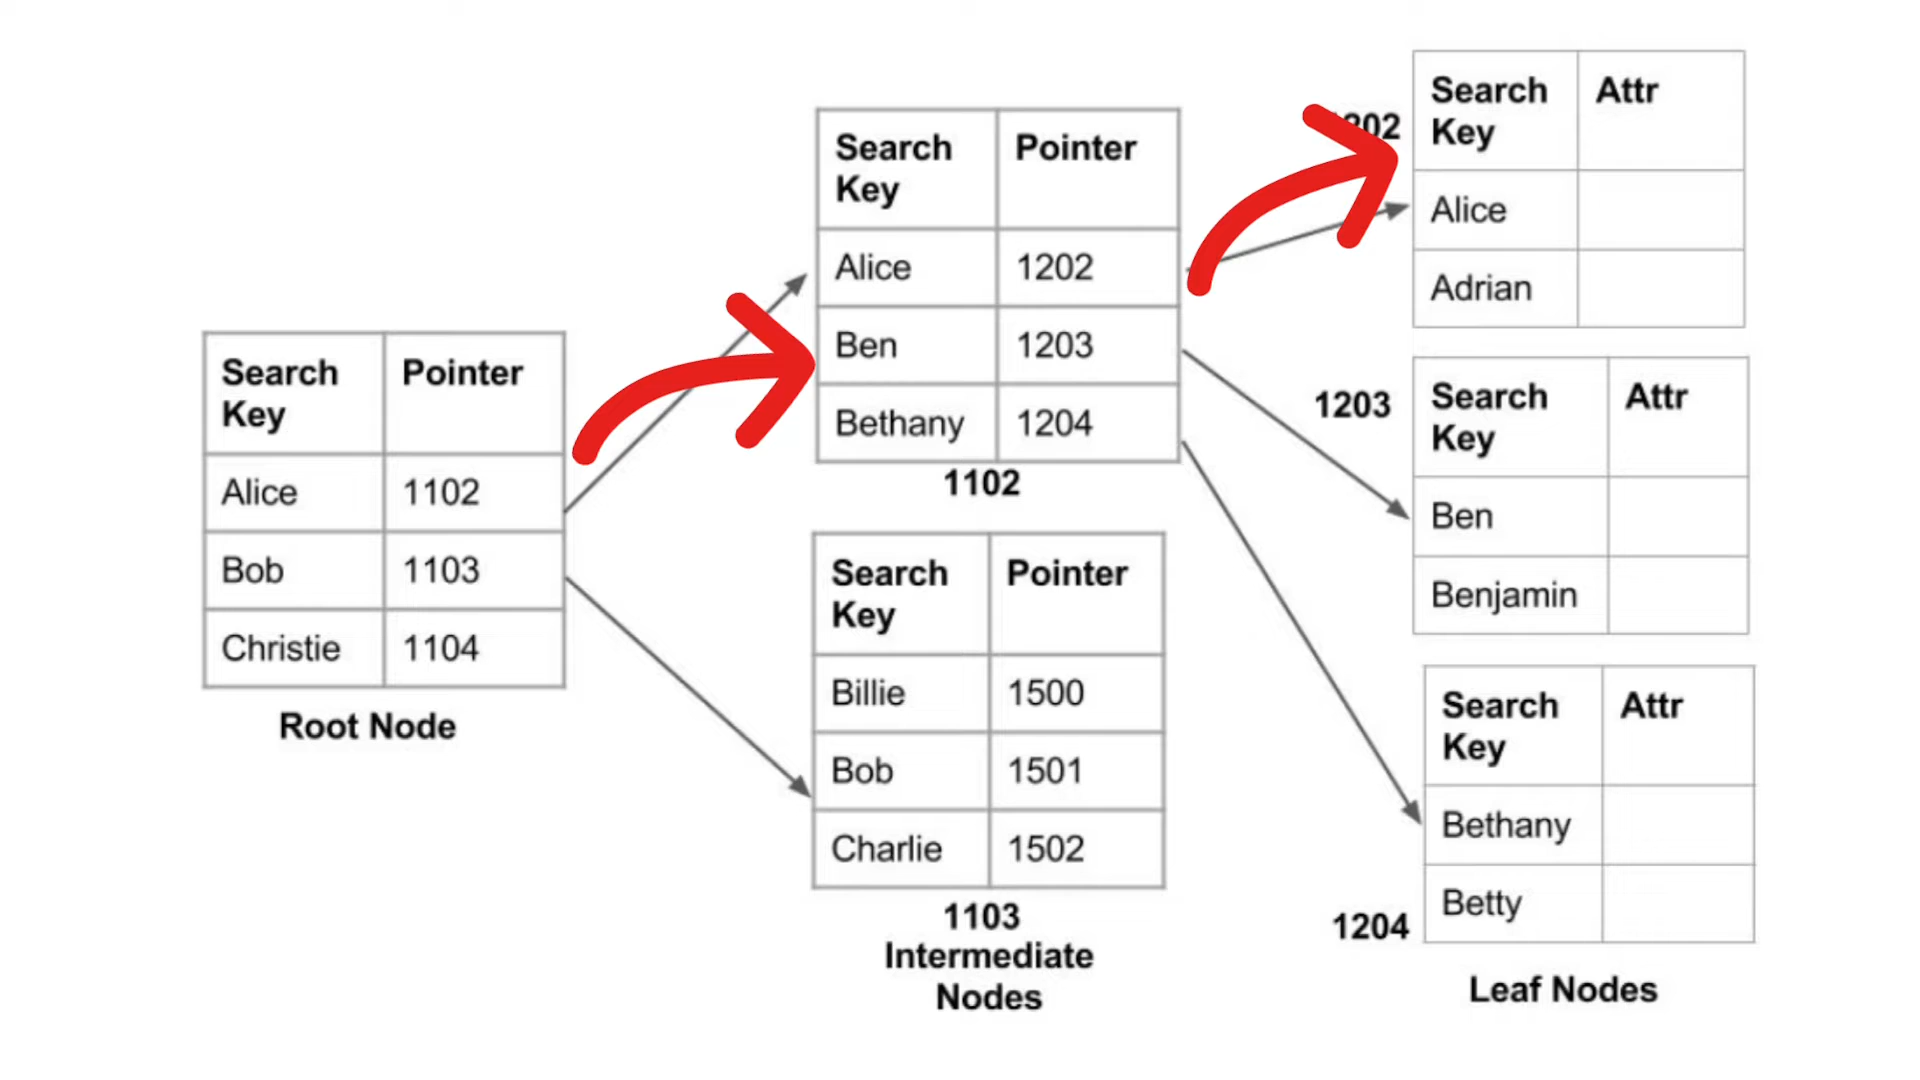 Search Key Pointer
Alice 1102
Bob 1103
Christie 1104
Root Node
Search Key Pointer
Alice 1202
Ben 1203
Bethany 1204
1102
Search Key Pointer
Billie 1500
Bob 1501
Charlie 1502
1103
Intermediate
Nodes
Search Key Attr
Alice
Adrian
1203
Search Key Attr
Ben
Benjamin
Search Key Attr
Bethany
Betty
1204
Leaf Nodes